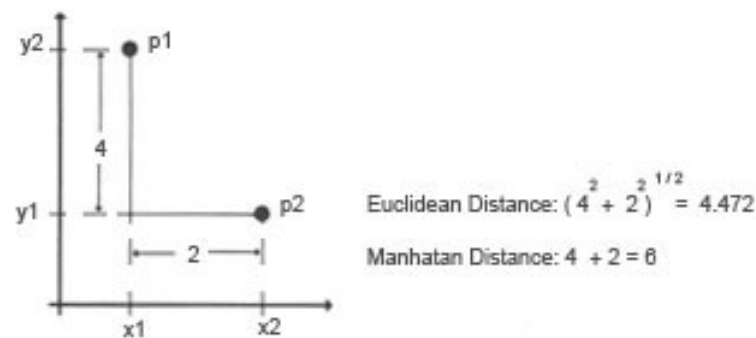 y2
p1
4
y1
p2
2
x1
x2
Euclidean Distance: (4² + 2²)^1/2 = 4.472
Manhatan Distance: 4 + 2 = 6